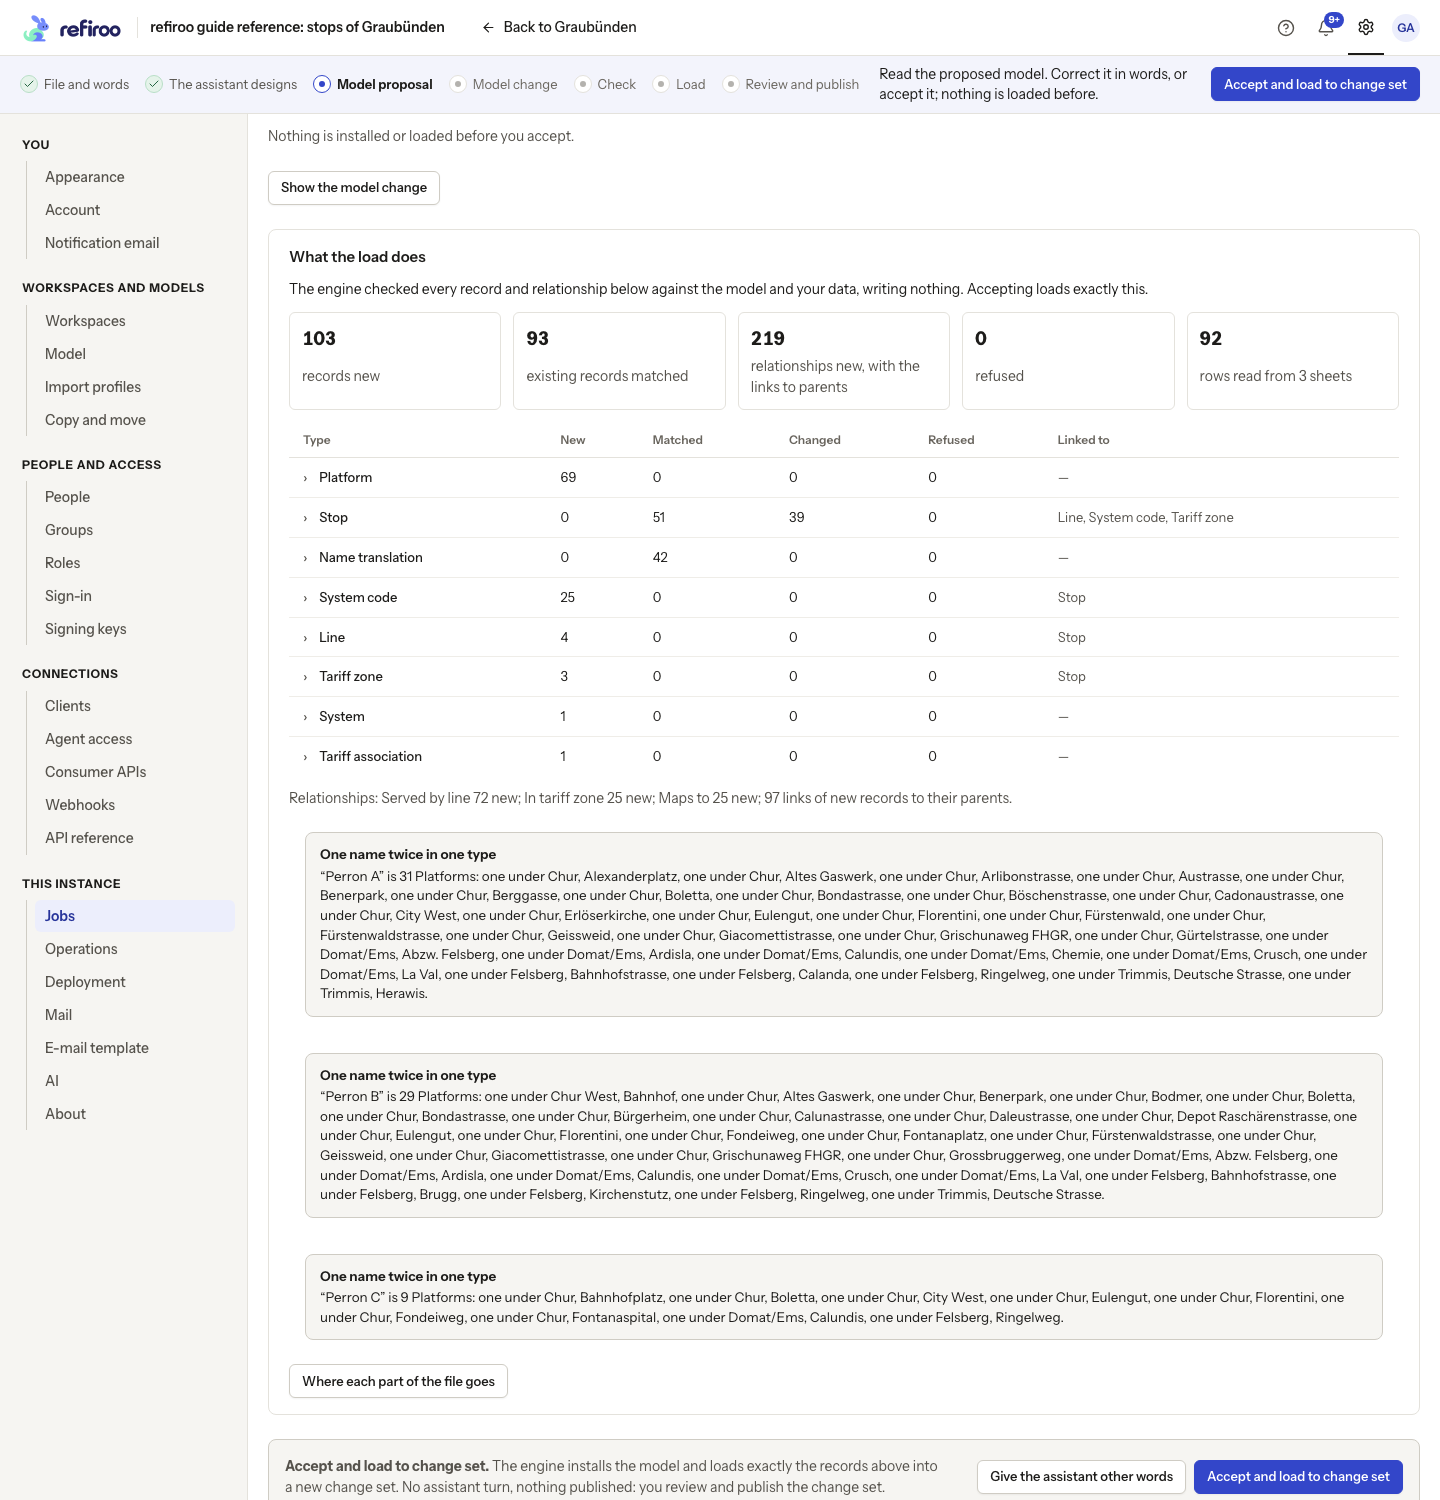 refiroo
refiroo guide reference: stops of Graubünden
← Back to Graubünden
9+
GA
File and words
The assistant designs
Model proposal
Model change
Check
Load
Review and publish
Read the proposed model. Correct it in words, or
accept it; nothing is loaded before.
Accept and load to change set
YOU
Appearance
Account
Notification email
WORKSPACES AND MODELS
Workspaces
Model
Import profiles
Copy and move
PEOPLE AND ACCESS
People
Groups
Roles
Sign-in
Signing keys
CONNECTIONS
Clients
Agent access
Consumer APIs
Webhooks
API reference
THIS INSTANCE
Jobs
Operations
Deployment
Mail
E-mail template
AI
About
Nothing is installed or loaded before you accept.
Show the model change
What the load does
The engine checked every record and relationship below against the model and your data, writing nothing. Accepting loads exactly this.
103
records new
93
existing records matched
219
relationships new, with the
links to parents
0
refused
92
rows read from 3 sheets
Type New Matched Changed Refused Linked to
› Platform 69 0 0 0 —
› Stop 0 51 39 0 Line, System code, Tariff zone
› Name translation 0 42 0 0 —
› System code 25 0 0 0 Stop
› Line 4 0 0 0 Stop
› Tariff zone 3 0 0 0 Stop
› System 1 0 0 0 —
› Tariff association 1 0 0 0 —
Relationships: Served by line 72 new; In tariff zone 25 new; Maps to 25 new; 97 links of new records to their parents.
One name twice in one type
“Perron A” is 31 Platforms: one under Chur, Alexanderplatz, one under Chur, Altes Gaswerk, one under Chur, Arlibonstrasse, one under Chur, Austrasse, one under Chur,
Benerpark, one under Chur, Berggasse, one under Chur, Boletta, one under Chur, Bondastrasse, one under Chur, Böschenstrasse, one under Chur, Cadonaustrasse, one
under Chur, City West, one under Chur, Erlöserkirche, one under Chur, Eulengut, one under Chur, Florentini, one under Chur, Fürstenwald, one under Chur,
Fürstenwaldstrasse, one under Chur, Geissweid, one under Chur, Giacomettistrasse, one under Chur, Grischunaweg FHGR, one under Chur, Gürtelstrasse, one under
Domat/Ems, Abzw. Felsberg, one under Domat/Ems, Ardisla, one under Domat/Ems, Calundis, one under Domat/Ems, Chemie, one under Domat/Ems, Crusch, one under
Domat/Ems, La Val, one under Felsberg, Bahnhofstrasse, one under Felsberg, Calanda, one under Felsberg, Ringelweg, one under Trimmis, Deutsche Strasse, one under
Trimmis, Herawis.
One name twice in one type
“Perron B” is 29 Platforms: one under Chur West, Bahnhof, one under Chur, Altes Gaswerk, one under Chur, Benerpark, one under Chur, Bodmer, one under Chur, Boletta,
one under Chur, Bondastrasse, one under Chur, Bürgerheim, one under Chur, Calunastrasse, one under Chur, Daleustrasse, one under Chur, Depot Raschärenstrasse, one
under Chur, Eulengut, one under Chur, Florentini, one under Chur, Fondeiweg, one under Chur, Fontanaplatz, one under Chur, Fürstenwaldstrasse, one under Chur,
Geissweid, one under Chur, Giacomettistrasse, one under Chur, Grischunaweg FHGR, one under Chur, Grossbruggerweg, one under Domat/Ems, Abzw. Felsberg, one
under Domat/Ems, Ardisla, one under Domat/Ems, Calundis, one under Domat/Ems, Crusch, one under Domat/Ems, La Val, one under Felsberg, Bahnhofstrasse, one
under Felsberg, Brugg, one under Felsberg, Kirchenstutz, one under Felsberg, Ringelweg, one under Trimmis, Deutsche Strasse.
One name twice in one type
“Perron C” is 9 Platforms: one under Chur, Bahnhofplatz, one under Chur, Boletta, one under Chur, City West, one under Chur, Eulengut, one under Chur, Florentini, one
under Chur, Fondeiweg, one under Chur, Fontanaspital, one under Domat/Ems, Calundis, one under Felsberg, Ringelweg.
Where each part of the file goes
Accept and load to change set. The engine installs the model and loads exactly the records above into
a new change set. No assistant turn, nothing published: you review and publish the change set.
Give the assistant other words
Accept and load to change set